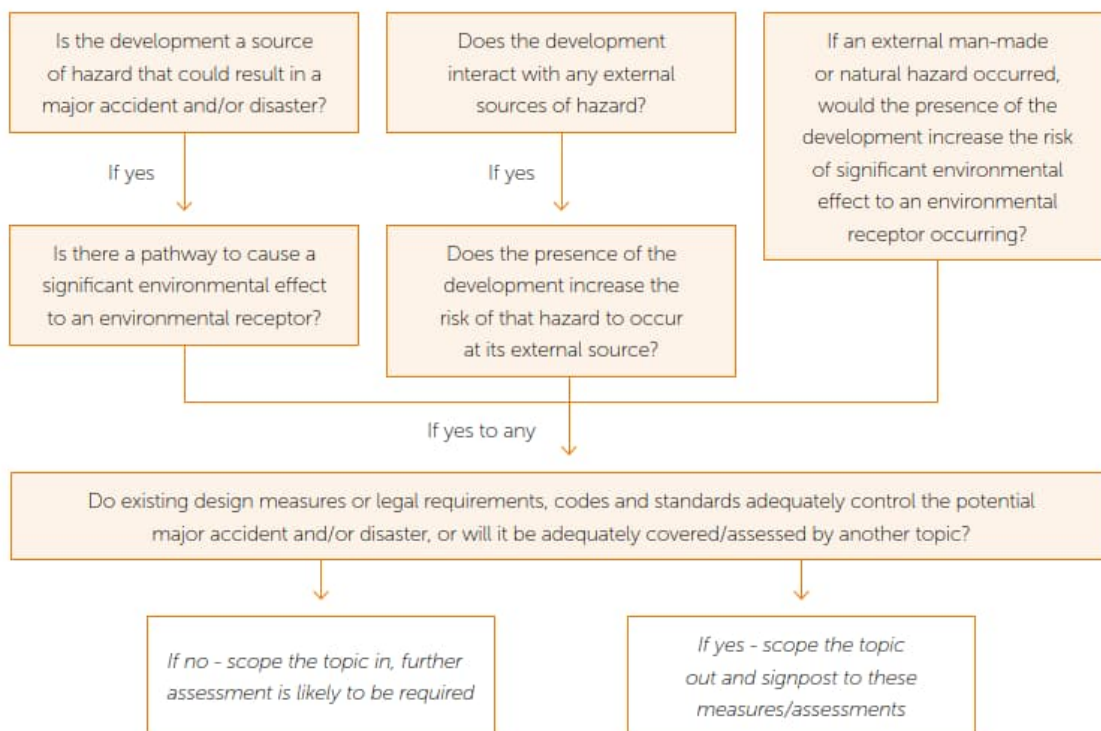 Is the development a source
of hazard that could result in a
major accident and/or disaster?
Does the development
interact with any external
sources of hazard?
If an external man-made
or natural hazard occurred,
would the presence of the
development increase the risk
of significant environmental
effect to an environmental
receptor occurring?
If yes
If yes
Is there a pathway to cause a
significant environmental effect
to an environmental receptor?
Does the presence of the
development increase the
risk of that hazard to occur
at its external source?
If yes to any
Do existing design measures or legal requirements, codes and standards adequately control the potential
major accident and/or disaster, or will it be adequately covered/assessed by another topic?
If no - scope the topic in, further
assessment is likely to be required
If yes - scope the topic
out and signpost to these
measures/assessments